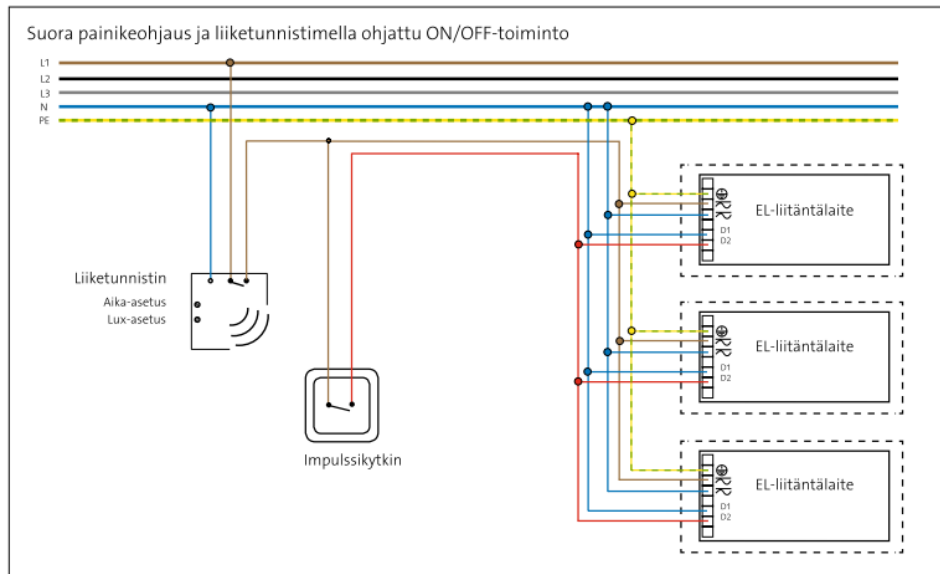 Suora painikeohjaus ja liiketunnistimella ohjattu ON/OFF-toiminto
L1
L2
L3
N
PE
EL-liitäntälaite
D1
D2
Liiketunnistin
Aika-asetus
Lux-asetus
EL-liitäntälaite
D1
D2
Impulssikytkin
EL-liitäntälaite
D1
D2